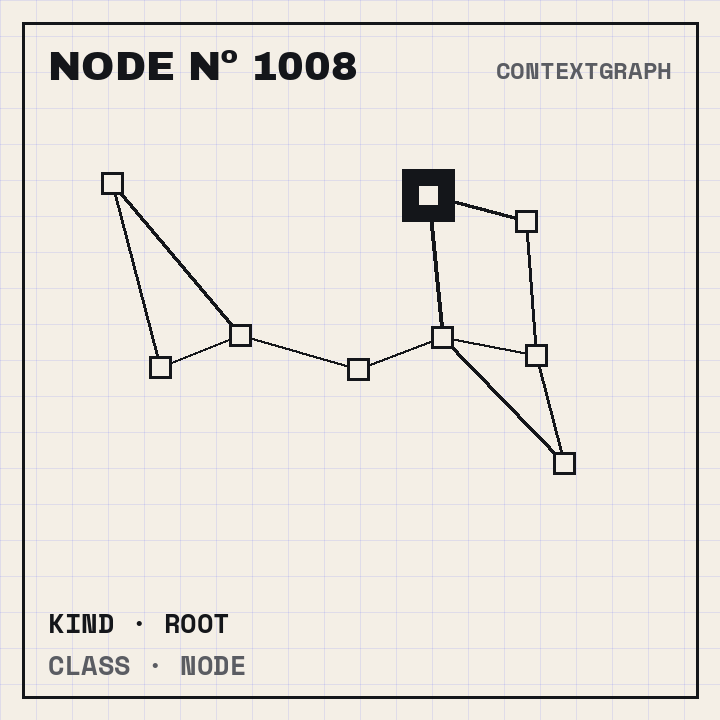 NODE Nº 1008
CONTEXTGRAPH
KIND · ROOT
CLASS · NODE